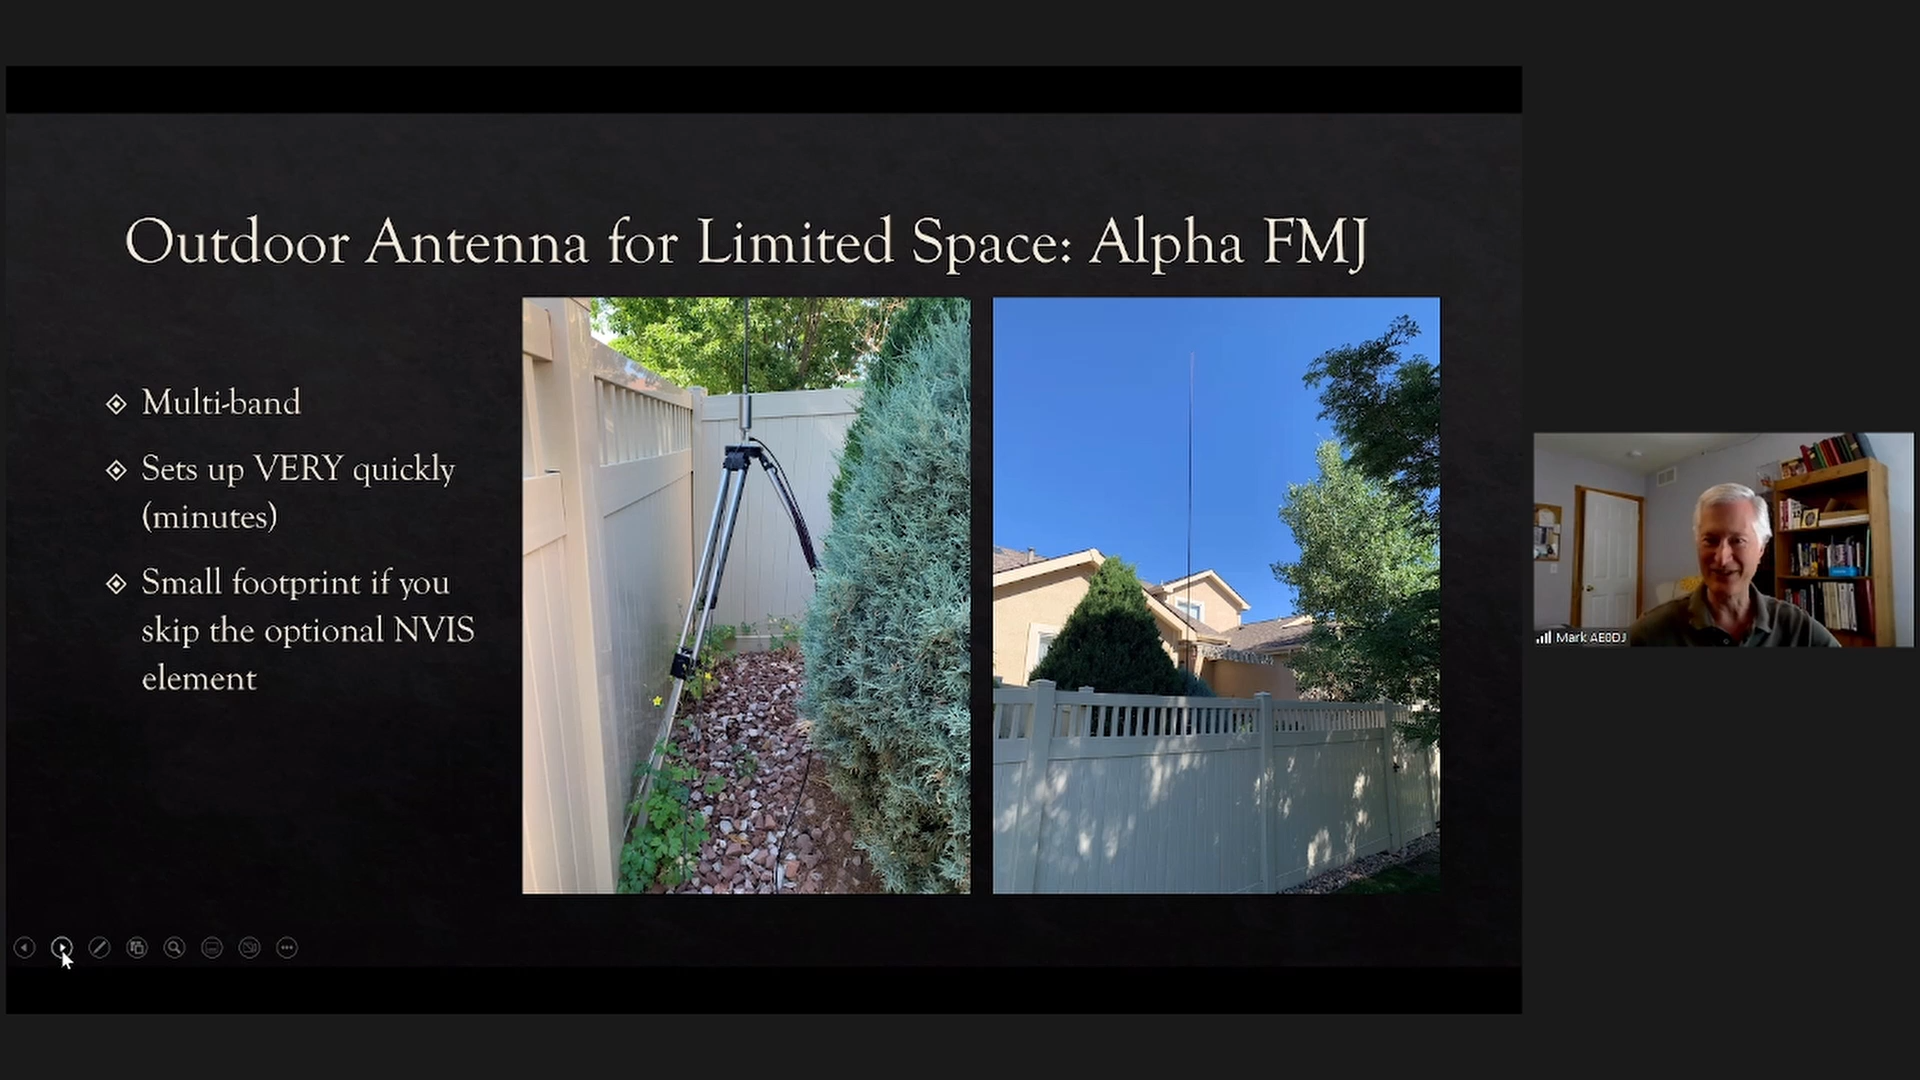 Outdoor Antenna for Limited Space: Alpha FMJ
Multi-band
Sets up VERY quickly
(minutes)
Small footprint if you
skip the optional NVIS
element
Mark AE0DJ